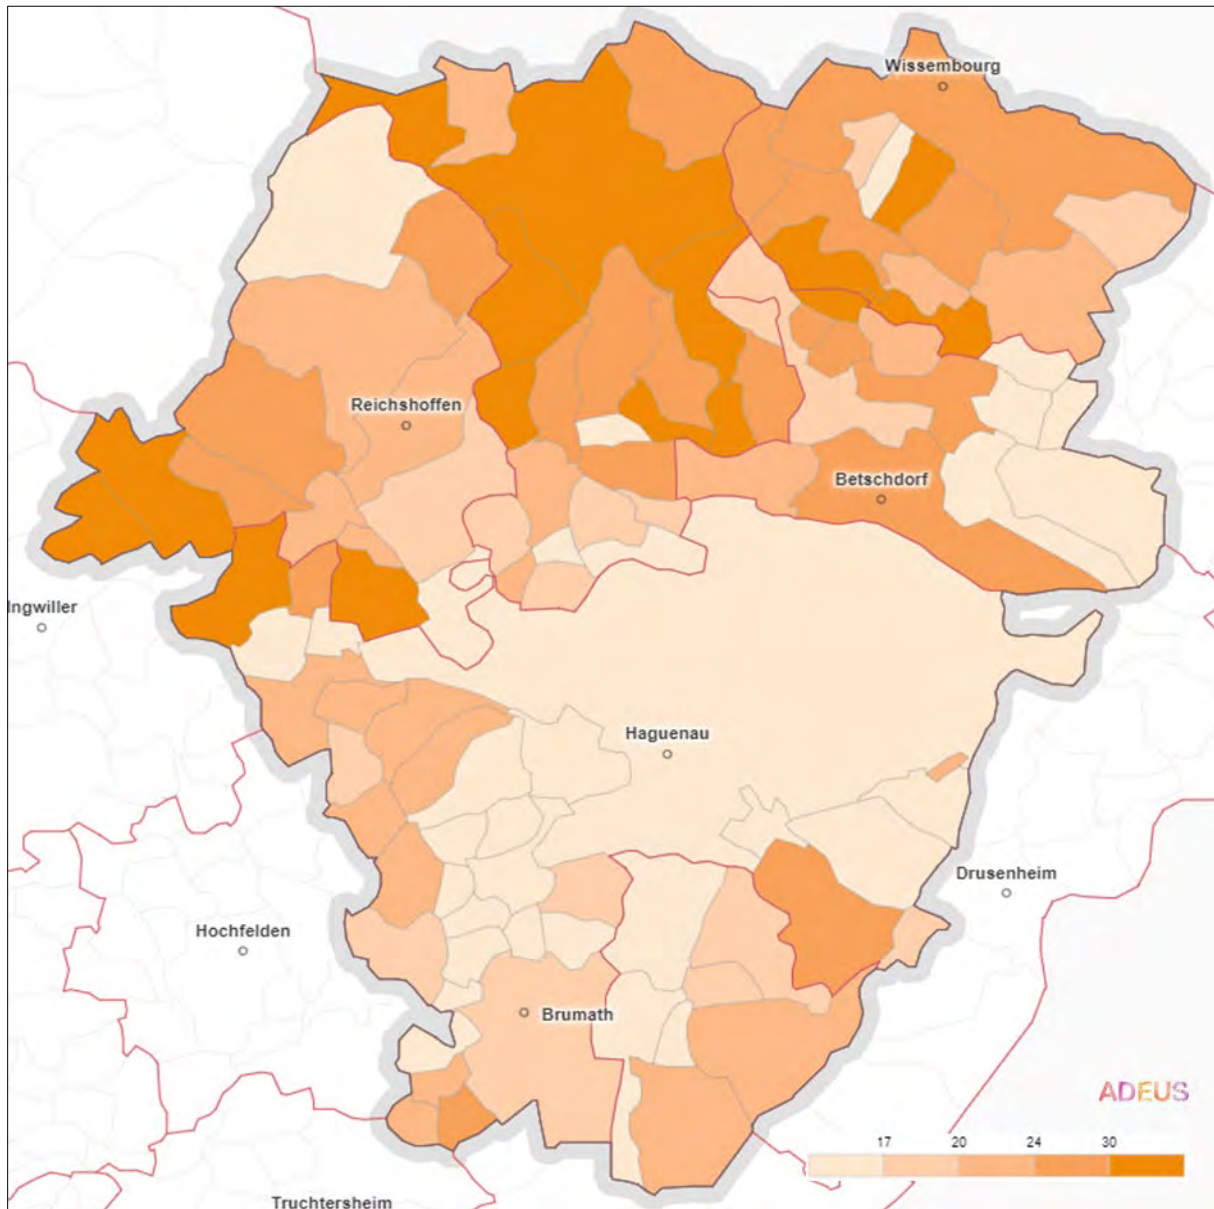 Wissembourg
Reichshoffen
Betschdorf
Ingwiller
Haguenau
Drusenheim
Hochfelden
Brumath
ADEUS
17 20 24 30
Truchtersheim